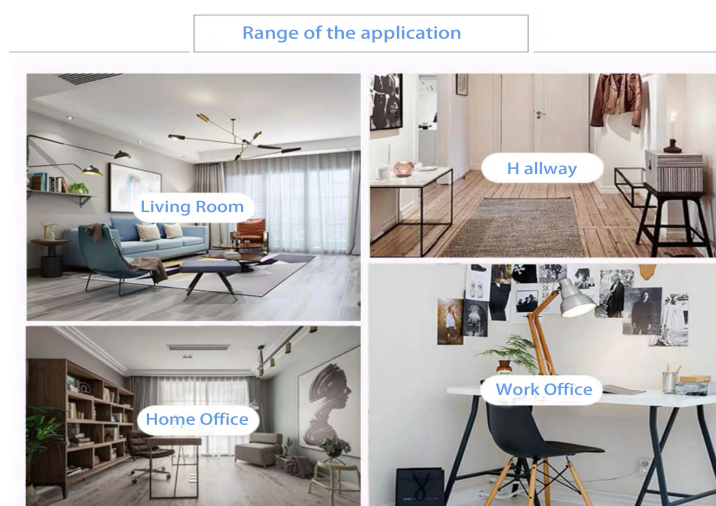 Range of the application
Living Room
H allway
Home Office
Work Office